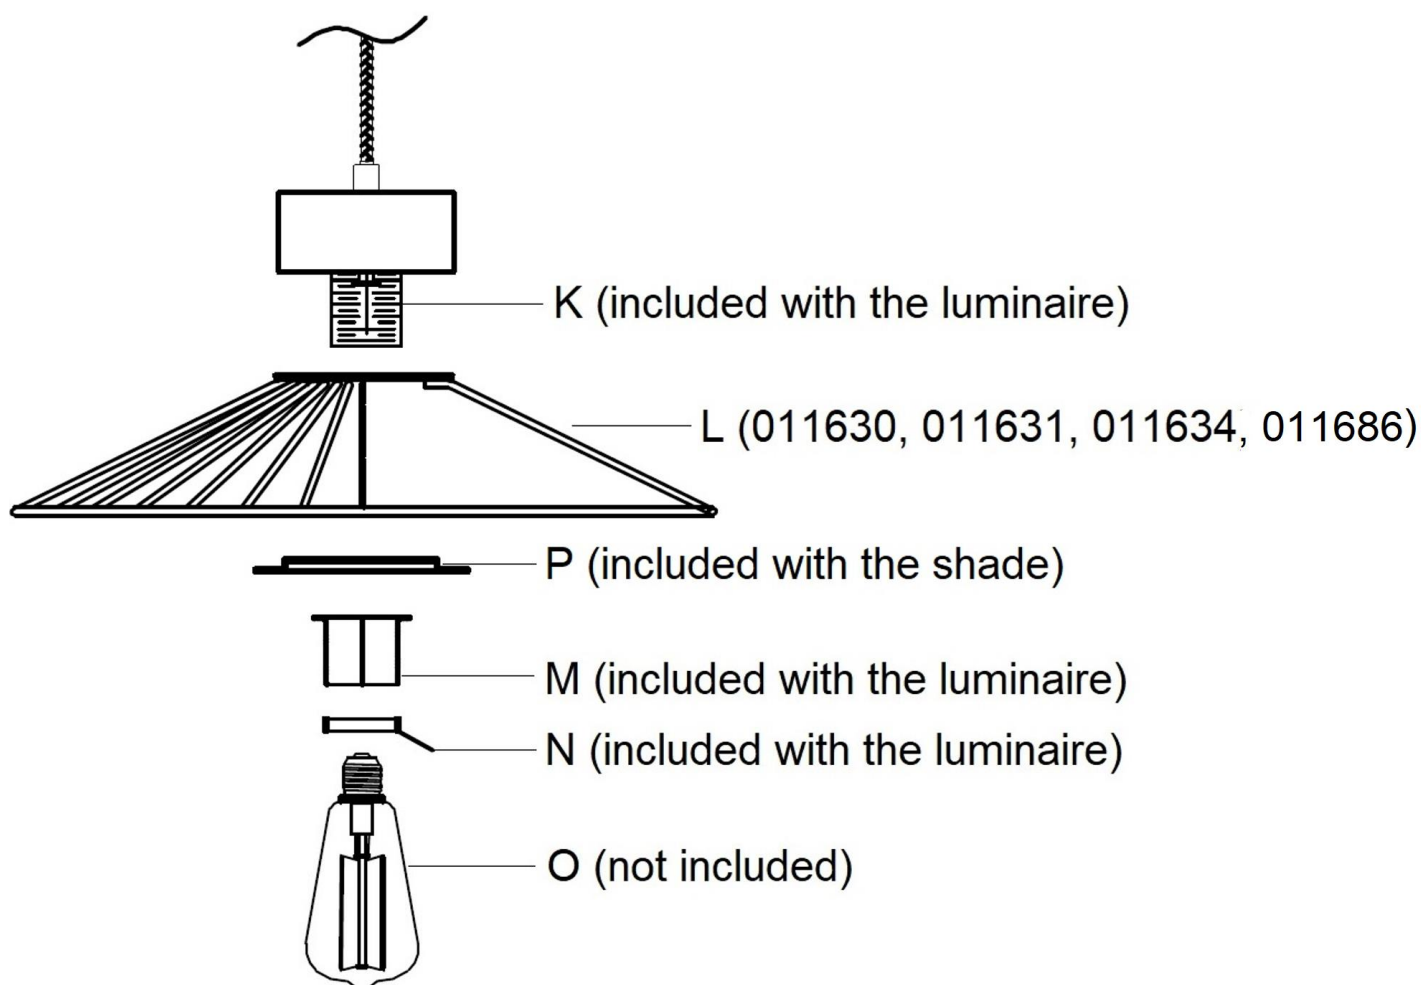 K (included with the luminaire)
L (011630, 011631, 011634, 011686)
P (included with the shade)
M (included with the luminaire)
N (included with the luminaire)
O (not included)